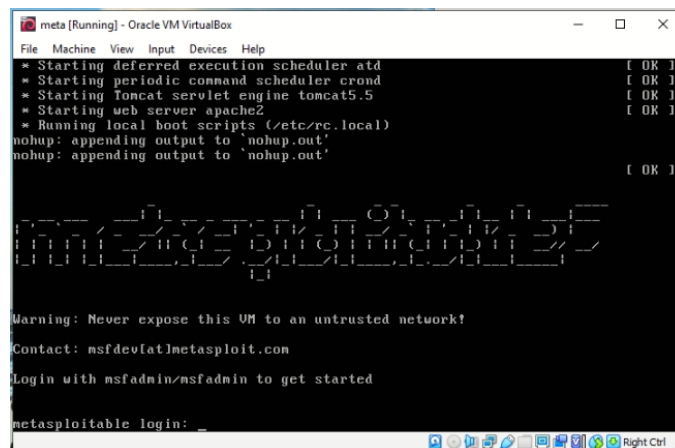 meta [Running] - Oracle VM VirtualBox
File Machine View Input Devices Help
* Starting deferred execution scheduler atd [ OK ]
* Starting periodic command scheduler crond [ OK ]
* Starting Tomcat servlet engine tomcat5.5 [ OK ]
* Starting web server apache2 [ OK ]
* Running local boot scripts (/etc/rc.local)
nohup: appending output to `nohup.out'
nohup: appending output to `nohup.out'
[ OK ]
metasploitable2
Warning: Never expose this VM to an untrusted network!
Contact: msfdev[at]metasploit.com
Login with msfadmin/msfadmin to get started
metasploitable login: _
Right Ctrl